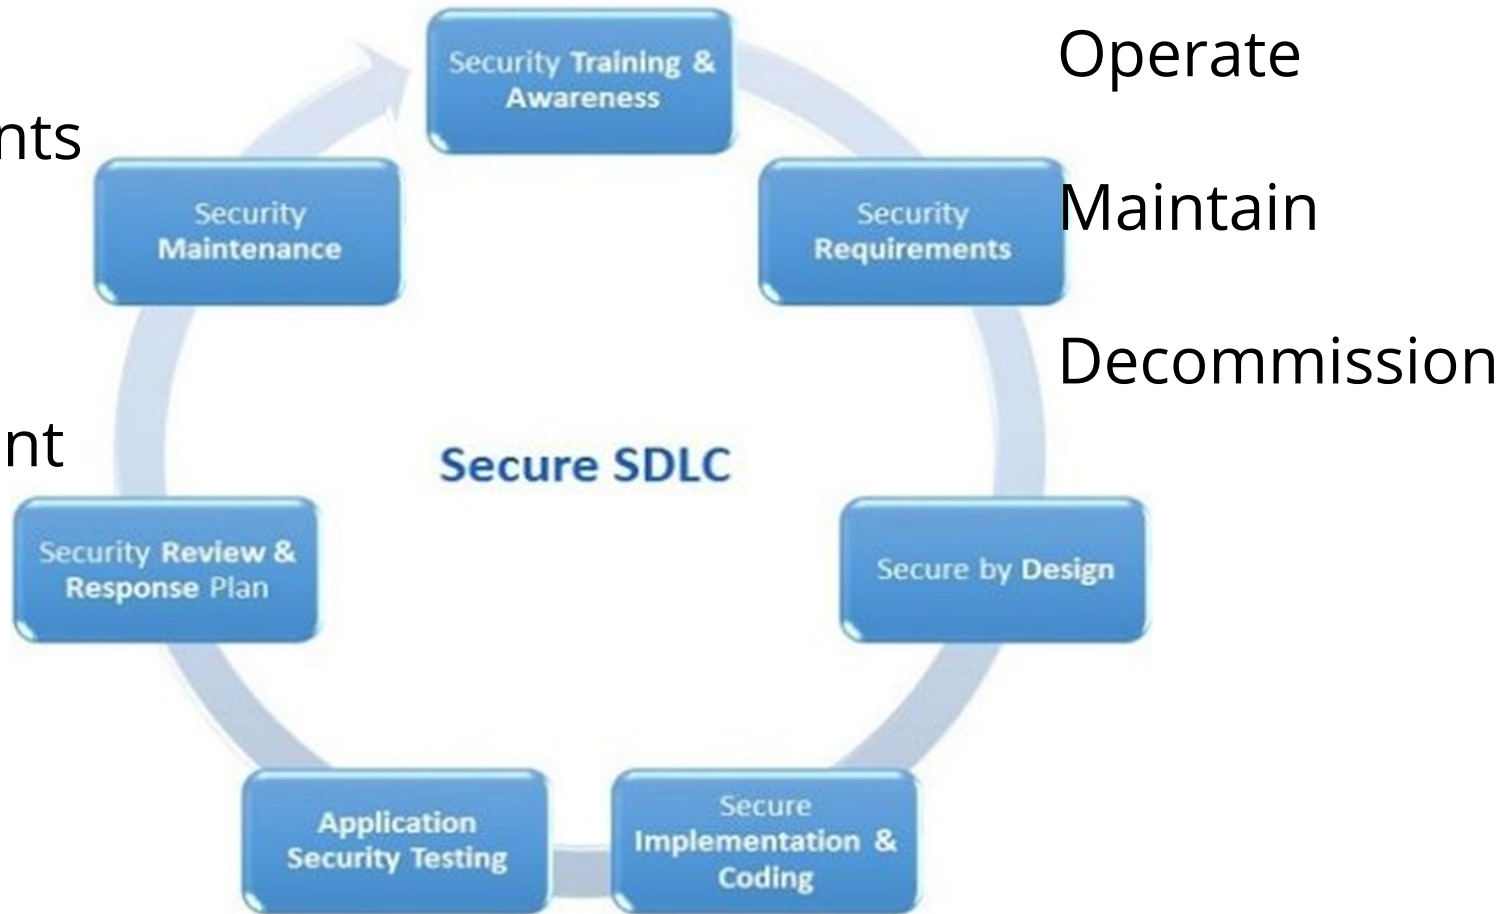 Security Training &
Awareness
Operate
nts
Security
Maintenance
Security
Requirements
Maintain
Decommission
nt
Secure SDLC
Security Review &
Response Plan
Secure by Design
Application
Security Testing
Secure
Implementation &
Coding